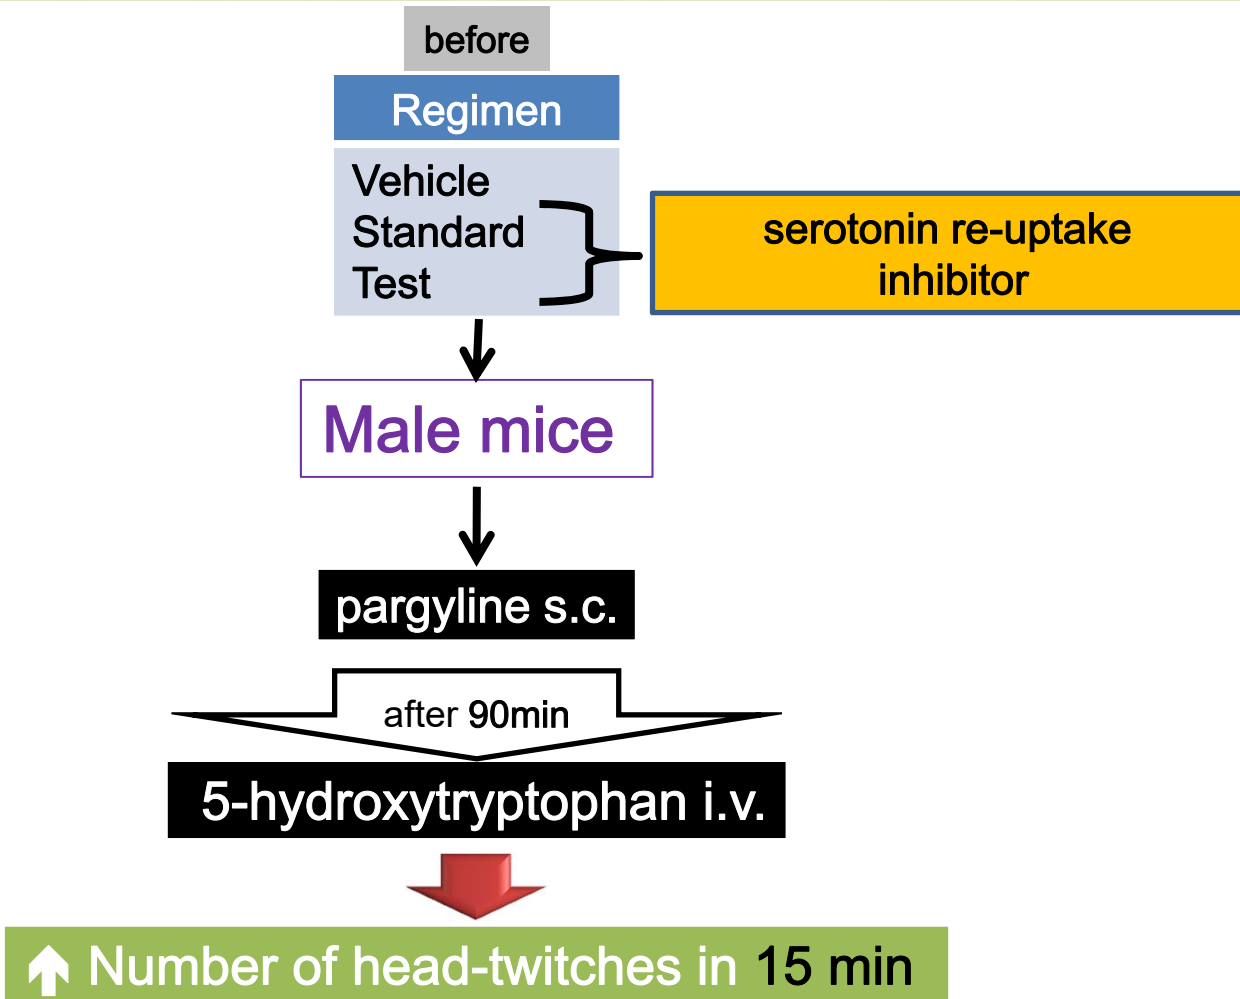 before
Regimen
Vehicle
Standard
Test
serotonin re-uptake
inhibitor
Male mice
pargyline s.c.
after 90min
5-hydroxytryptophan i.v.
Number of head-twitches in 15 min